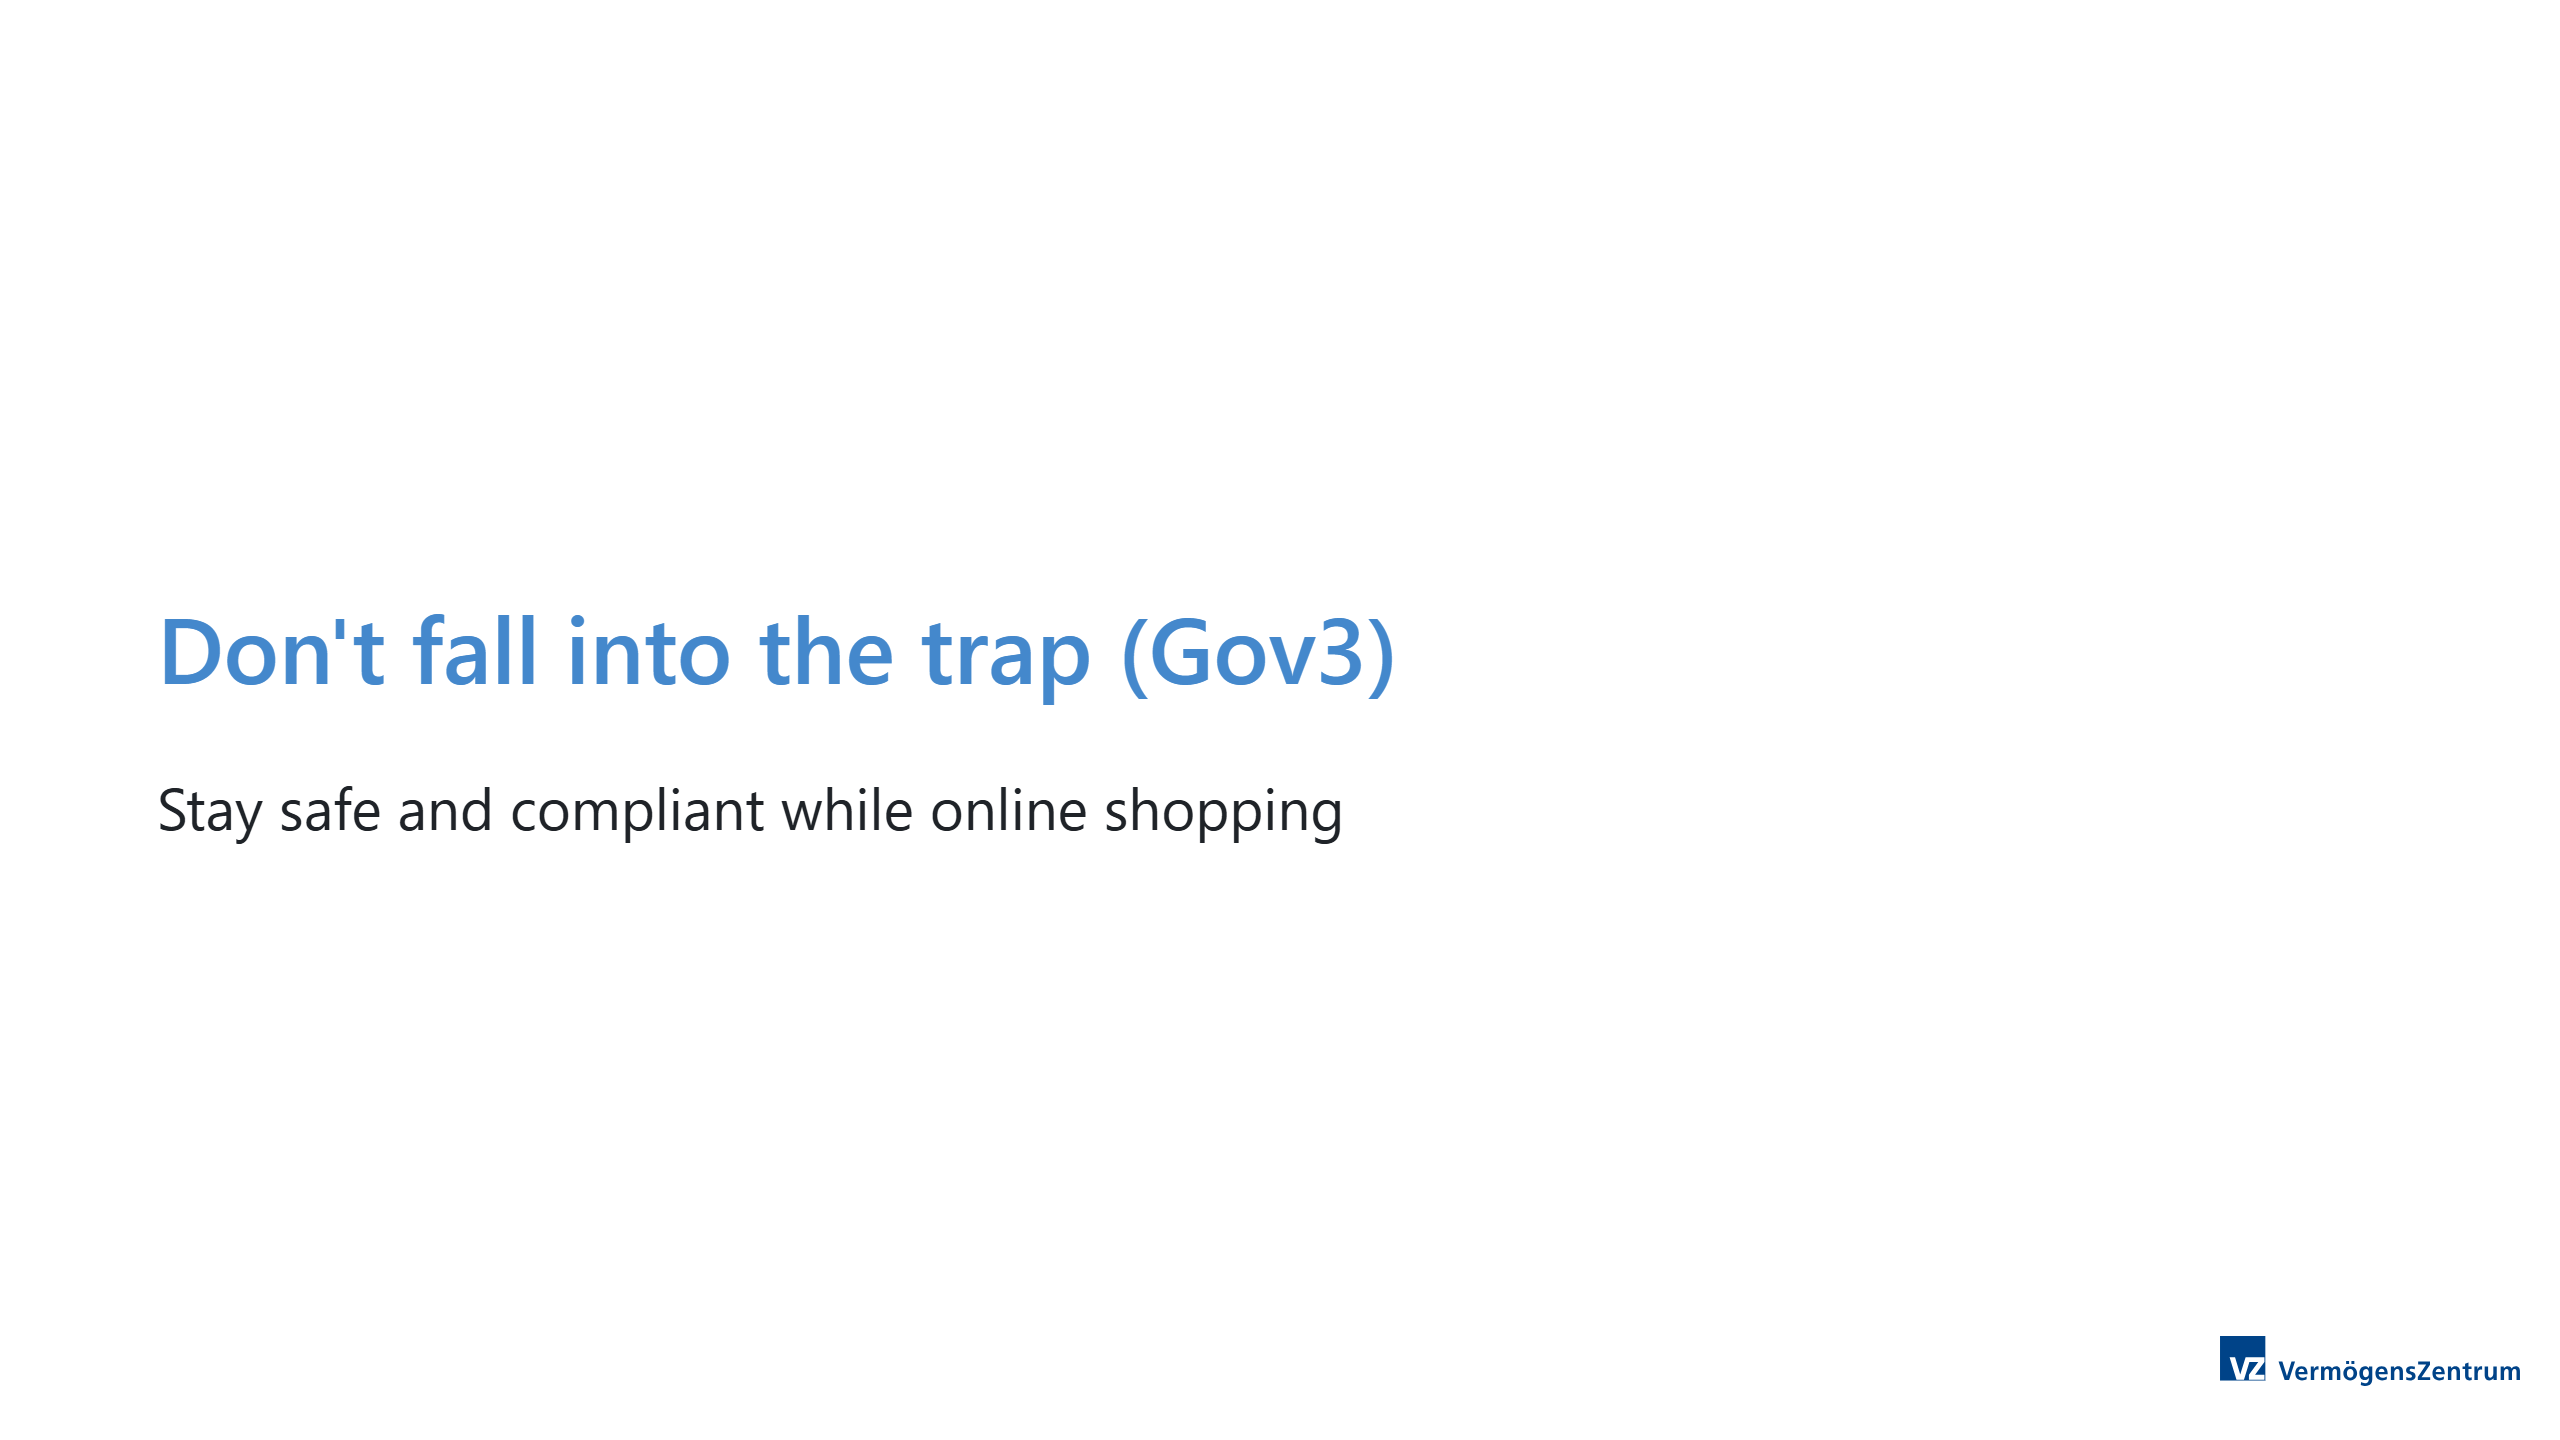 Don't fall into the trap (Gov3)
Stay safe and compliant while online shopping
VZ VermögensZentrum